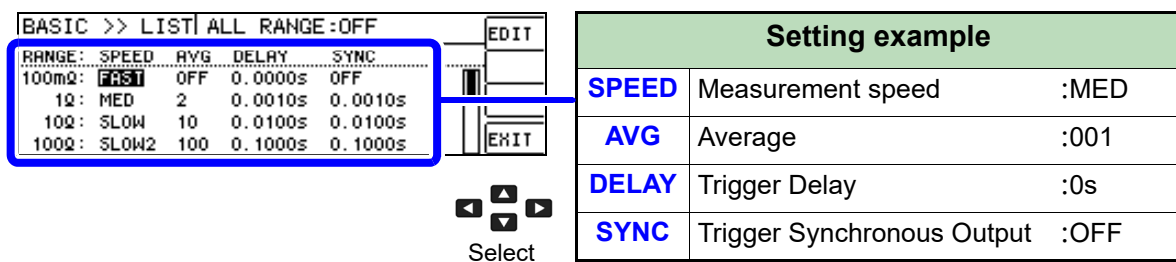 BASIC >> LIST ALL RANGE:OFF
EDIT
RANGE: SPEED AVG DELAY SYNC
100mΩ: FAST OFF 0.0000s OFF
1Ω: MED 2 0.0010s 0.0010s
10Ω: SLOW 10 0.0100s 0.0100s
100Ω: SLOW2 100 0.1000s 0.1000s
EXIT
Select
Setting example
SPEED Measurement speed :MED
AVG Average :001
DELAY Trigger Delay :0s
SYNC Trigger Synchronous Output :OFF